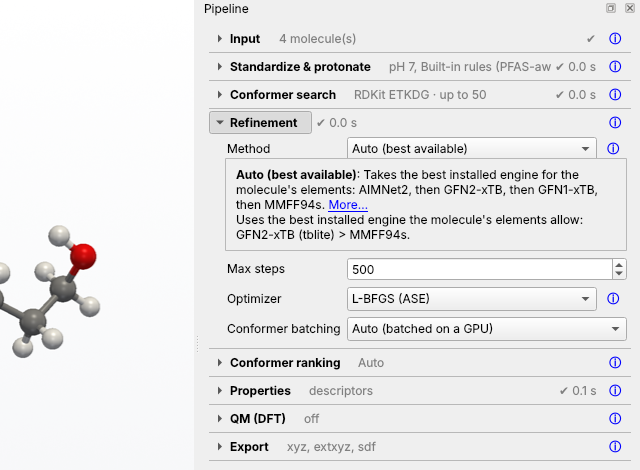 Pipeline
Input 4 molecule(s) ✔
Standardize & protonate pH 7, Built-in rules (PFAS-aw ✔ 0.0 s
Conformer search RDKit ETKDG · up to 50 ✔ 0.0 s
Refinement ✔ 0.0 s
Method Auto (best available)
Auto (best available): Takes the best installed engine for the
molecule's elements: AIMNet2, then GFN2-xTB, then GFN1-xTB,
then MMFF94s. More...
Uses the best installed engine the molecule's elements allow:
GFN2-xTB (tblite) > MMFF94s.
Max steps 500
Optimizer L-BFGS (ASE)
Conformer batching Auto (batched on a GPU)
Conformer ranking Auto
Properties descriptors ✔ 0.1 s
QM (DFT) off
Export xyz, extxyz, sdf